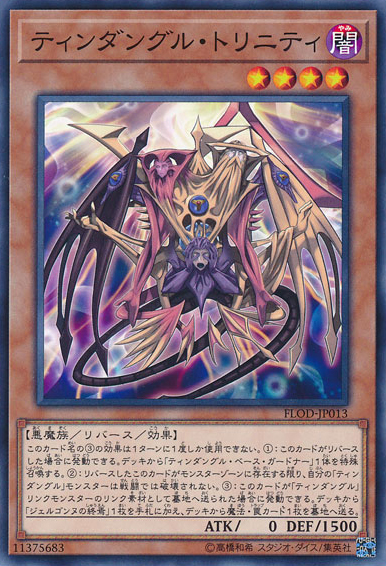 ティンダングル・トリニティ
やみ
闇
FLOD-JP013
【悪魔族／リバース／効果】
このカード名の③の効果は1ターンに1度しか使用できない。①：このカードがリバース
した場合に発動できる。デッキから「ティンダングル・ベース・ガードナー」1体を特殊
召喚する。②：リバースしたこのカードがモンスターゾーンに存在する限り、自分の「ティン
ダングル」モンスターは戦闘では破壊されない。③：このカードが「ティンダングル」
リンクモンスターのリンク素材として墓地へ送られた場合に発動できる。デッキから
「ジェルゴンヌの終焉」1枚を手札に加え、デッキから魔法・罠カード1枚を墓地へ送る。
ATK/ 0 DEF/1500
11375683
©高橋和希 スタジオ・ダイス/集英社